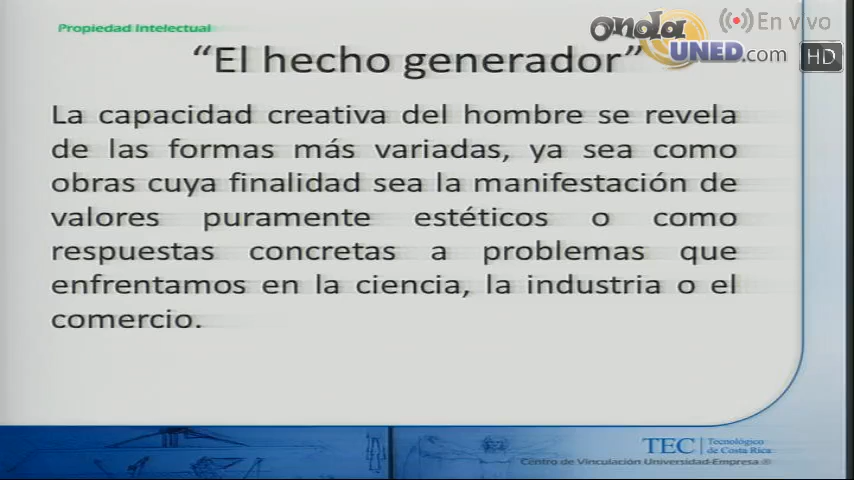 Propiedad Intelectual
onda UNED.com
En vivo
HD
“El hecho generador”
La capacidad creativa del hombre se revela
de las formas más variadas, ya sea como
obras cuya finalidad sea la manifestación de
valores puramente estéticos o como
respuestas concretas a problemas que
enfrentamos en la ciencia, la industria o el
comercio.
TEC
Tecnológico
de Costa Rica
Centro de Vinculación Universidad-Empresa ®